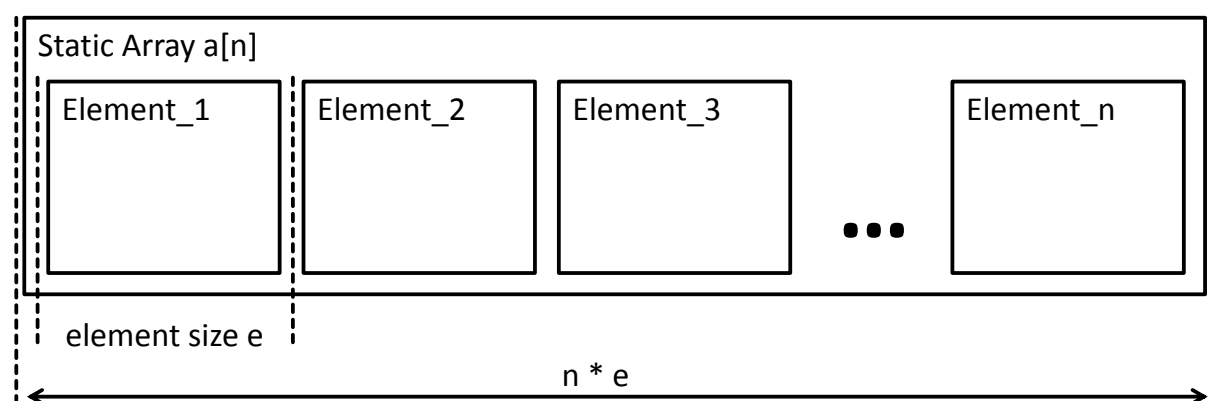 Static Array a[n]
Element_1 Element_2 Element_3 ... Element_n
element size e
n * e